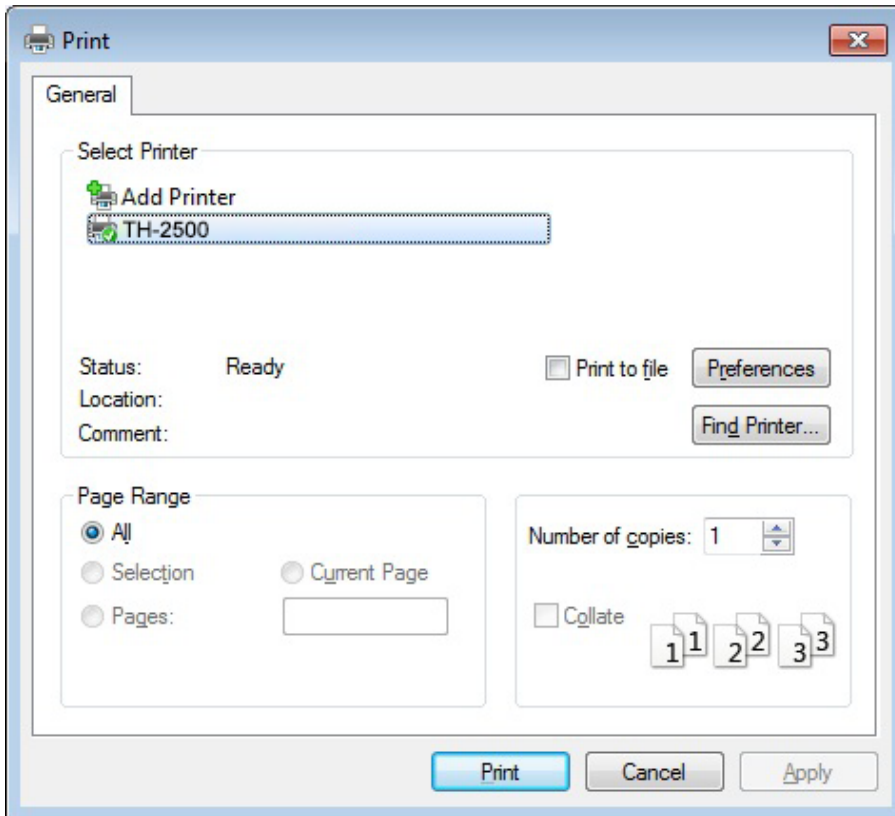 Print
General
Select Printer
Add Printer
TH-2500
Status: Ready
Print to file
Preferences
Location:
Comment:
Find Printer...
Page Range
All
Selection
Current Page
Pages:
Number of copies: 1
Collate
1 1 2 2 3 3
Print
Cancel
Apply